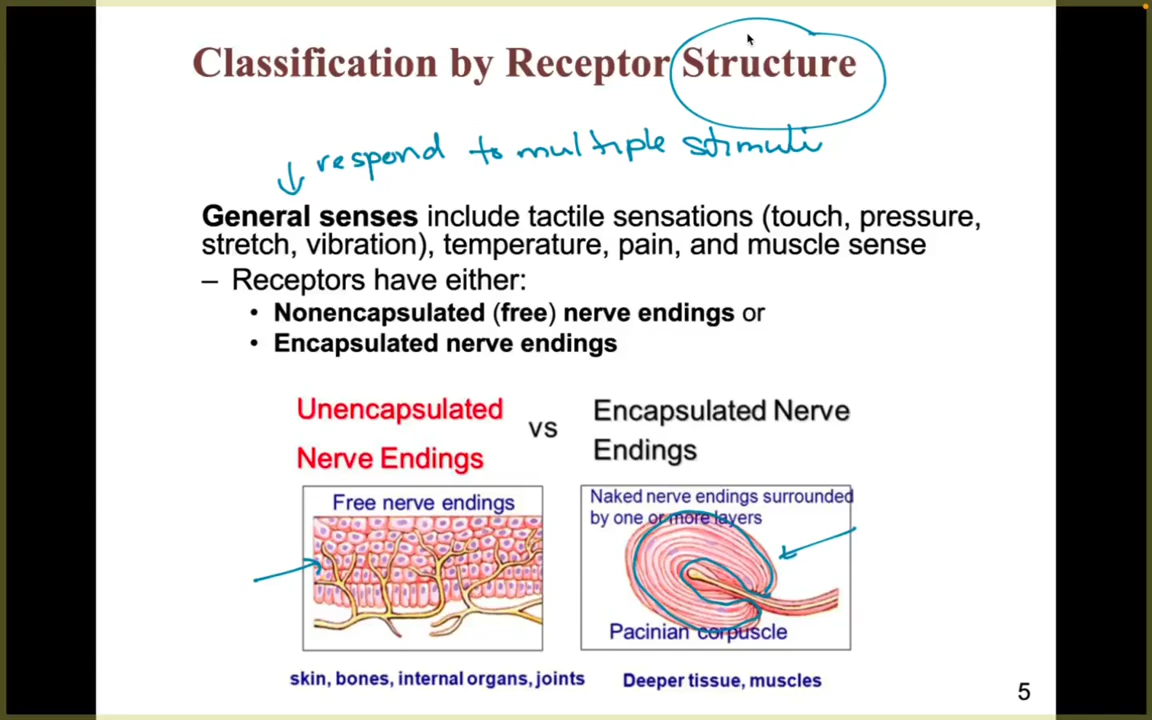 Classification by Receptor Structure
respond to multiple stimuli
General senses include tactile sensations (touch, pressure,
stretch, vibration), temperature, pain, and muscle sense
– Receptors have either:
• Nonencapsulated (free) nerve endings or
• Encapsulated nerve endings
Unencapsulated
Nerve Endings
vs
Encapsulated Nerve
Endings
Free nerve endings
Naked nerve endings surrounded
by one or more layers
Pacinian corpuscle
skin, bones, internal organs, joints
Deeper tissue, muscles
5